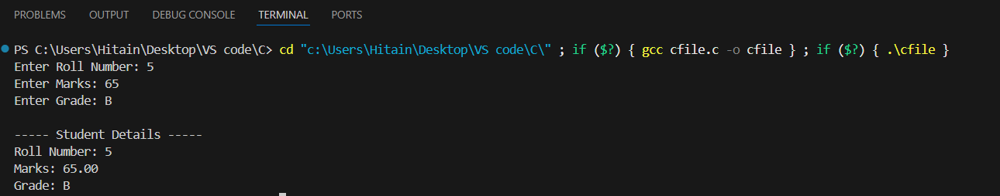 PROBLEMS OUTPUT DEBUG CONSOLE TERMINAL PORTS
PS C:\Users\Hitain\Desktop\VS code\C> cd "c:\Users\Hitain\Desktop\VS code\C\" ; if ($?) { gcc cfile.c -o cfile } ; if ($?) { .\cfile }
Enter Roll Number: 5
Enter Marks: 65
Enter Grade: B
----- Student Details -----
Roll Number: 5
Marks: 65.00
Grade: B